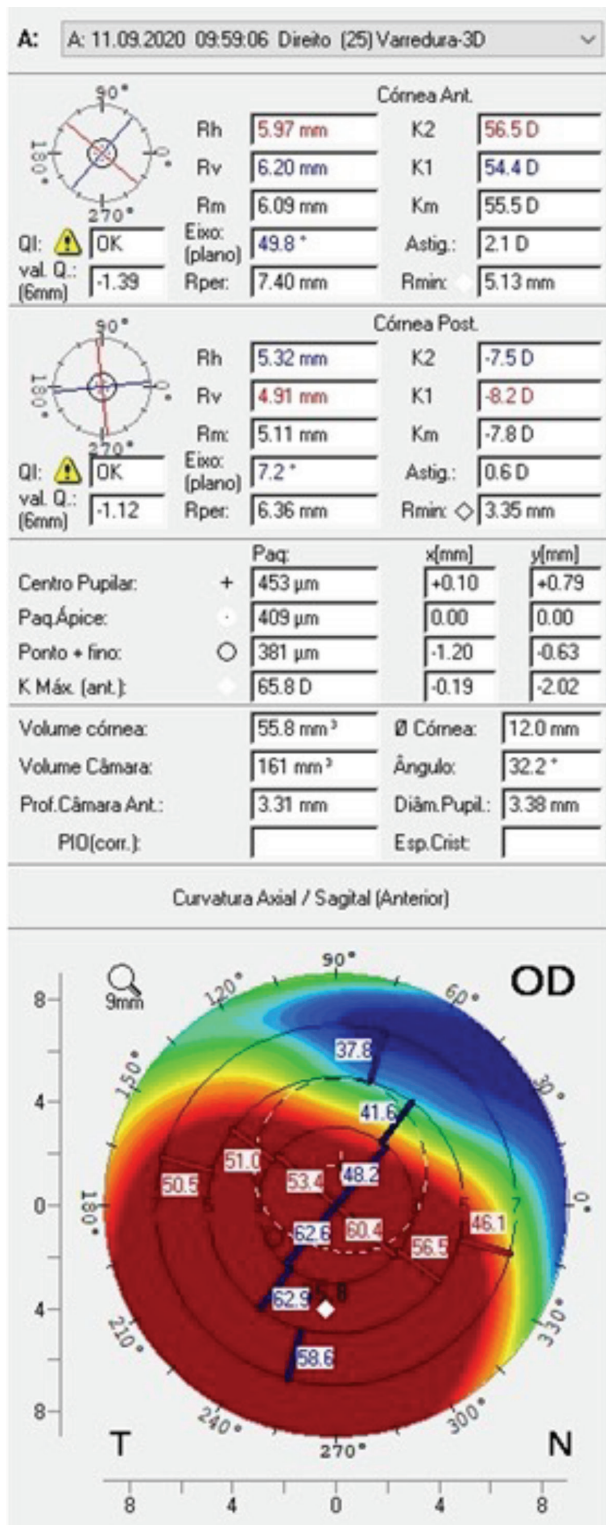 A: A: 11.09.2020 09:59:06 Direito (25) Varredura-3D
Córnea Ant.
90°
180°
0°
270°
Rh 5.97 mm K2 56.5 D
Rv 6.20 mm K1 54.4 D
Rm 6.09 mm Km 55.5 D
QI: OK Eixo: (plano) 49.8 ° Astig.: 2.1 D
val. Q.: (6mm) -1.39 Rper: 7.40 mm Rmin: 5.13 mm
Córnea Post.
90°
180°
0°
270°
Rh 5.32 mm K2 -7.5 D
Rv 4.91 mm K1 -8.2 D
Rm: 5.11 mm Km -7.8 D
QI: OK Eixo: (plano) 7.2 ° Astig.: 0.6 D
val. Q.: (6mm) -1.12 Rper: 6.36 mm Rmin: 3.35 mm
Paq: x[mm] y[mm]
Centro Pupilar: + 453 µm +0.10 +0.79
Paq.Ápice: 409 µm 0.00 0.00
Ponto + fino: 381 µm -1.20 -0.63
K Máx. (ant.): 65.8 D -0.19 -2.02
Volume córnea: 55.8 mm³ Ø Córnea: 12.0 mm
Volume Câmara: 161 mm³ Ângulo: 32.2 °
Prof.Câmara Ant.: 3.31 mm Diâm.Pupil.: 3.38 mm
PIO(corr.): Esp.Crist:
Curvatura Axial / Sagital (Anterior)
9mm
90°
OD
120°
60°
8
150°
30°
37.8
4
41.6
51.0
50.5
53.4
48.2
180°
0
5
7
0°
62.6
60.4
46.1
56.5
62.9
4
58.6
210°
330°
8
240°
300°
T
270°
N
8 4 0 4 8